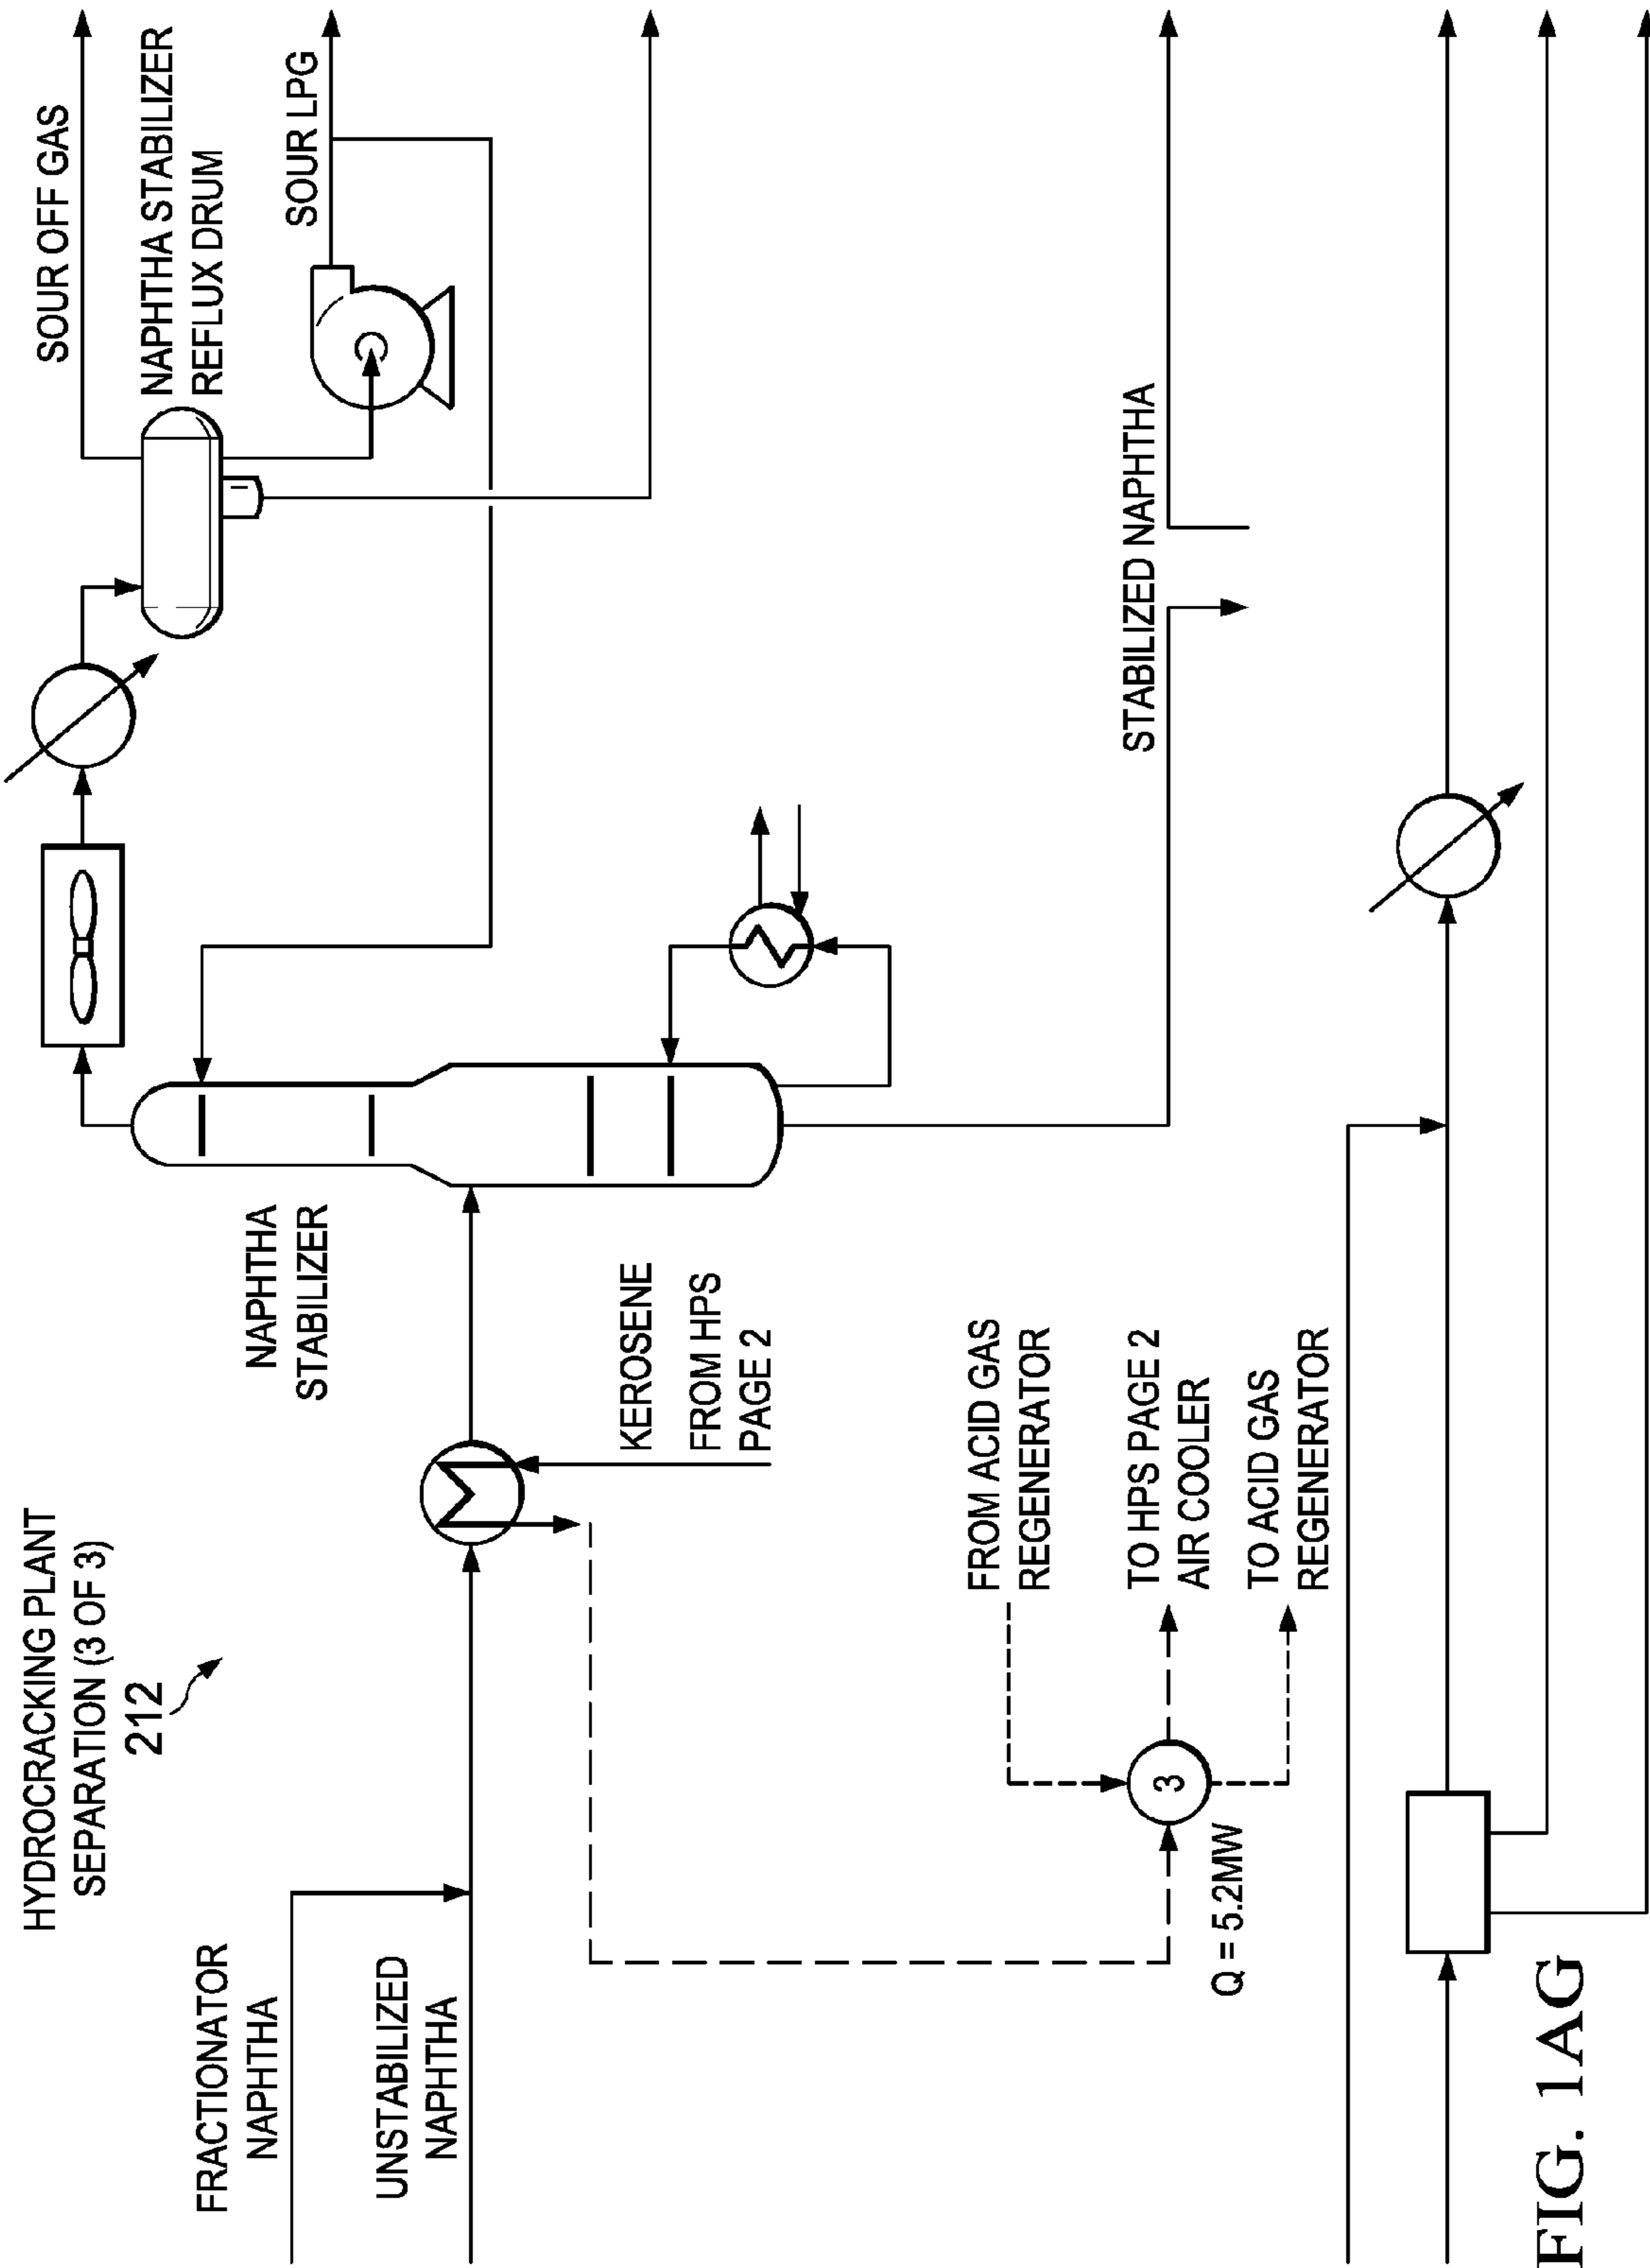 HYDROCRACKING PLANT
SEPARATION (3 OF 3)
212
FRACTIONATOR
NAPHTHA
UNSTABILIZED
NAPHTHA
NAPHTHA
STABILIZER
KEROSENE
FROM HPS
PAGE 2
SOUR OFF GAS
NAPHTHA STABILIZER
REFLUX DRUM
SOUR LPG
STABILIZED NAPHTHA
FROM ACID GAS
REGENERATOR
TO HPS PAGE 2
AIR COOLER
TO ACID GAS
REGENERATOR
3
Q = 5.2MW
FIG. 1AG